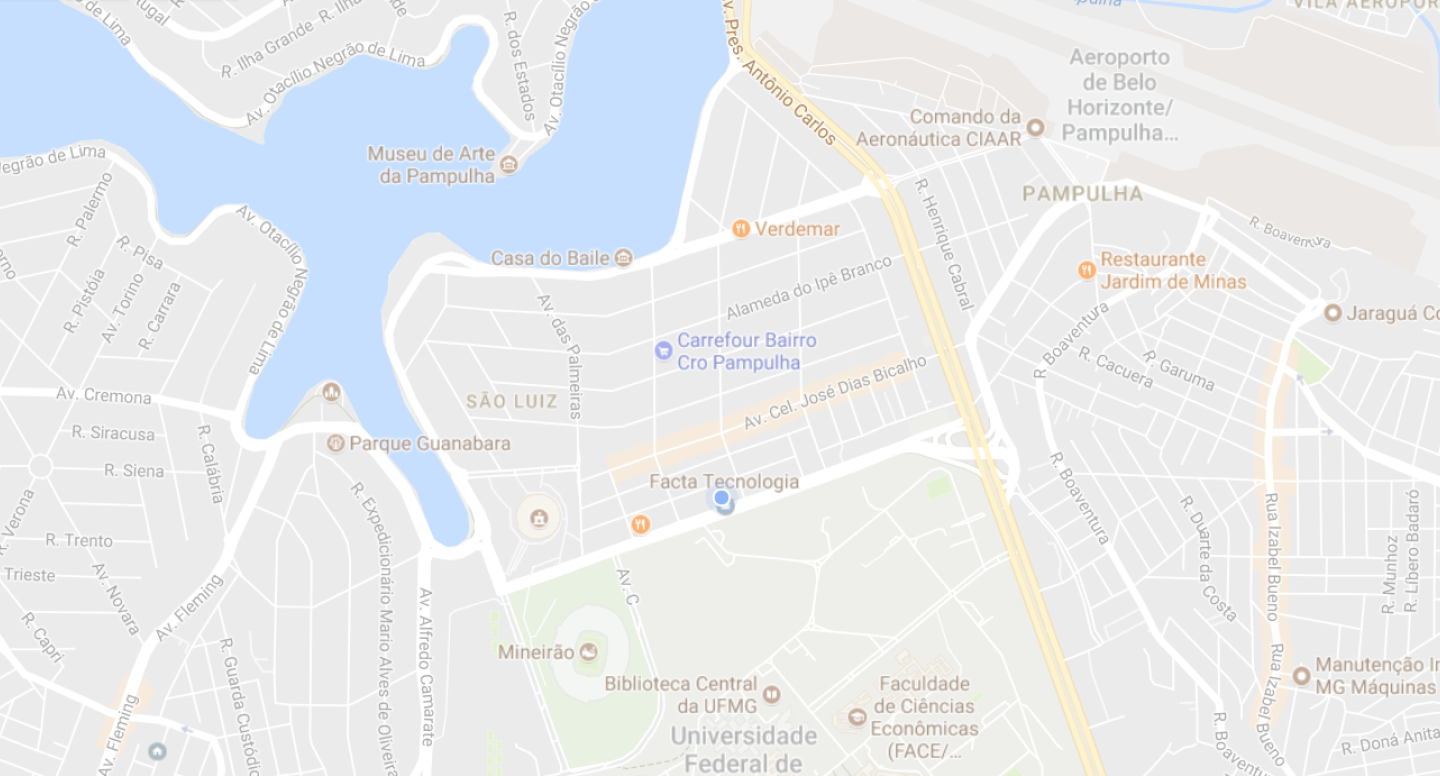 Portugal
R. Ilha Grande
R. Ilha
Av. Otacílio Negrão de Lima
R. dos Estados
Av. Otacílio Negrão
Av. Pres. Antônio Carlos
Pampulha
VILA AEROPOR
Aeroporto
de Belo
Horizonte/
Pampulha...
Comando da
Aeronáutica CIAAR
Museu de Arte
da Pampulha
Negrão de Lima
R. Palermo
PAMPULHA
R. Henrique Cabral
Av. Otacílio Negrão de Lima
R. Pisa
Verdemar
R. Boaventura
Casa do Baile
Restaurante
Jardim de Minas
Alameda do Ipê Branco
R. Pistóia
Av. Torino
R. Carrara
Av. das Palmeiras
Carrefour Bairro
Cro Pampulha
Jaraguá Co
R. Boaventura
R. Cacuera
R. Garuma
Av. Cremona
SÃO LUIZ
Av. Cel. José Dias Bicalho
R. Siracusa
R. Calábria
Parque Guanabara
R. Siena
R. Verona
Facta Tecnologia
R. Boaventura
R. Expedicionário Mario Alves de Oliveira
Rua Izabel Bueno
R. Duarte da Costa
R. Munhoz
R. Líbero Badaró
R. Trento
Trieste
Av. Novara
Av. Fleming
Av. C
Av. Alfredo Camarate
R. Capri
R. Guarda Custódio
Mineirão
Rua Izabel Bueno
Manutenção In
MG Máquinas
Biblioteca Central
da UFMG
Faculdade
de Ciências
Econômicas
(FACE/...
Universidade
Federal de
Av. Fleming
R. Boaventura
R. Doná Anita